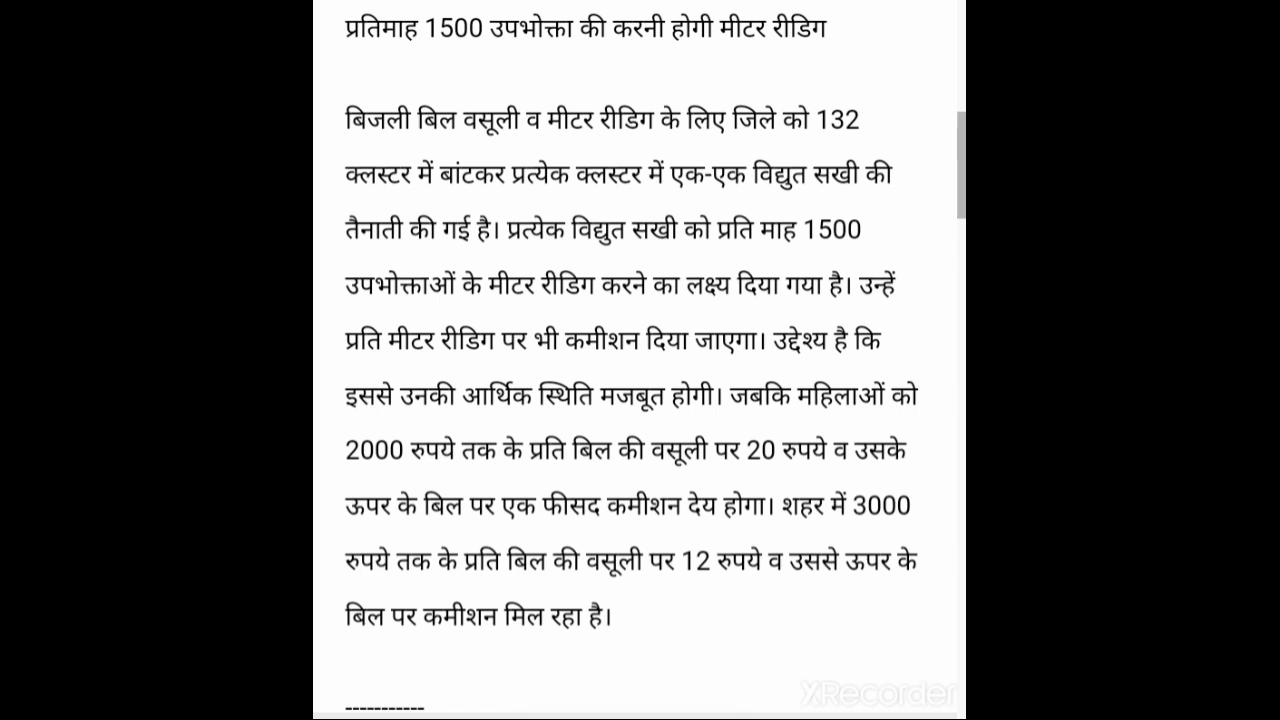 प्रतिमाह 1500 उपभोक्ता की करनी होगी मीटर रीडिग
बिजली बिल वसूली व मीटर रीडिग के लिए जिले को 132
क्लस्टर में बांटकर प्रत्येक क्लस्टर में एक-एक विद्युत सखी की
तैनाती की गई है। प्रत्येक विद्युत सखी को प्रति माह 1500
उपभोक्ताओं के मीटर रीडिग करने का लक्ष्य दिया गया है। उन्हें
प्रति मीटर रीडिग पर भी कमीशन दिया जाएगा। उद्देश्य है कि
इससे उनकी आर्थिक स्थिति मजबूत होगी। जबकि महिलाओं को
2000 रुपये तक के प्रति बिल की वसूली पर 20 रुपये व उसके
ऊपर के बिल पर एक फीसद कमीशन देय होगा। शहर में 3000
रुपये तक के प्रति बिल की वसूली पर 12 रुपये व उससे ऊपर के
बिल पर कमीशन मिल रहा है।
-----------
XRecorder